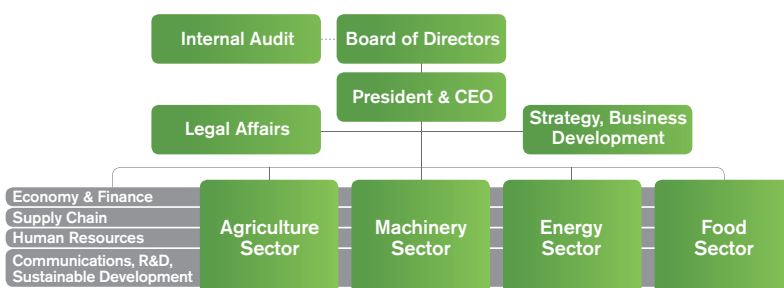 Internal Audit
Board of Directors
President & CEO
Legal Affairs
Strategy, Business
Development
Economy & Finance
Supply Chain
Human Resources
Communications, R&D,
Sustainable Development
Agriculture
Sector
Machinery
Sector
Energy
Sector
Food
Sector